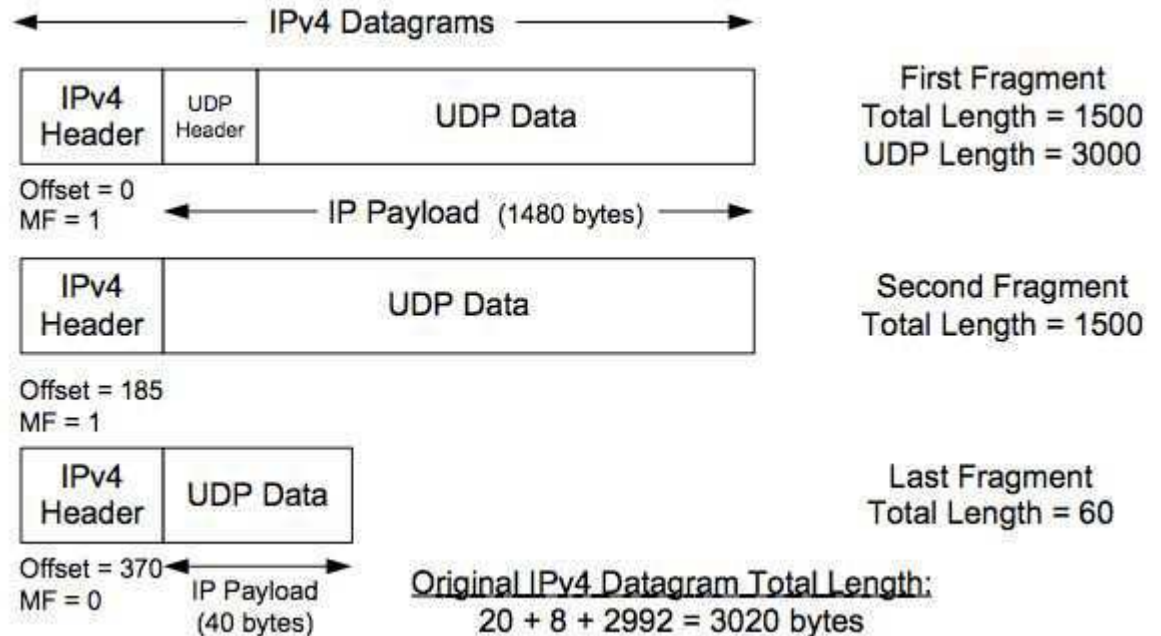 IPv4 Datagrams
IPv4
Header
UDP
Header
UDP Data
First Fragment
Total Length = 1500
UDP Length = 3000
Offset = 0
MF = 1
IP Payload (1480 bytes)
IPv4
Header
UDP Data
Second Fragment
Total Length = 1500
Offset = 185
MF = 1
IPv4
Header
UDP Data
Last Fragment
Total Length = 60
Offset = 370
MF = 0
IP Payload
(40 bytes)
Original IPv4 Datagram Total Length:
20 + 8 + 2992 = 3020 bytes